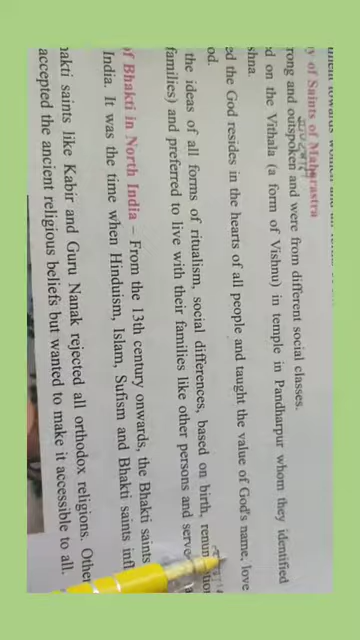 y of Saints of Maharastra
rong and outspoken and were from different social classes.
d on the Vithala (a form of Vishnu) in temple in Pandharpur whom they identified
shna.
ed the God resides in the hearts of all people and taught the value of God's name, love
od.
the ideas of all forms of ritualism, social differences, based on birth,
families) and preferred to live with their families like other persons and
of Bhakti in North India – From the 13th century onwards, the Bhakti saints
India. It was the time when Hinduism, Islam, Sufism and Bhakti saints infl
hakti saints like Kabir and Guru Nanak rejected all orthodox religions. Other
accepted the ancient religious beliefs but wanted to make it accessible to all.